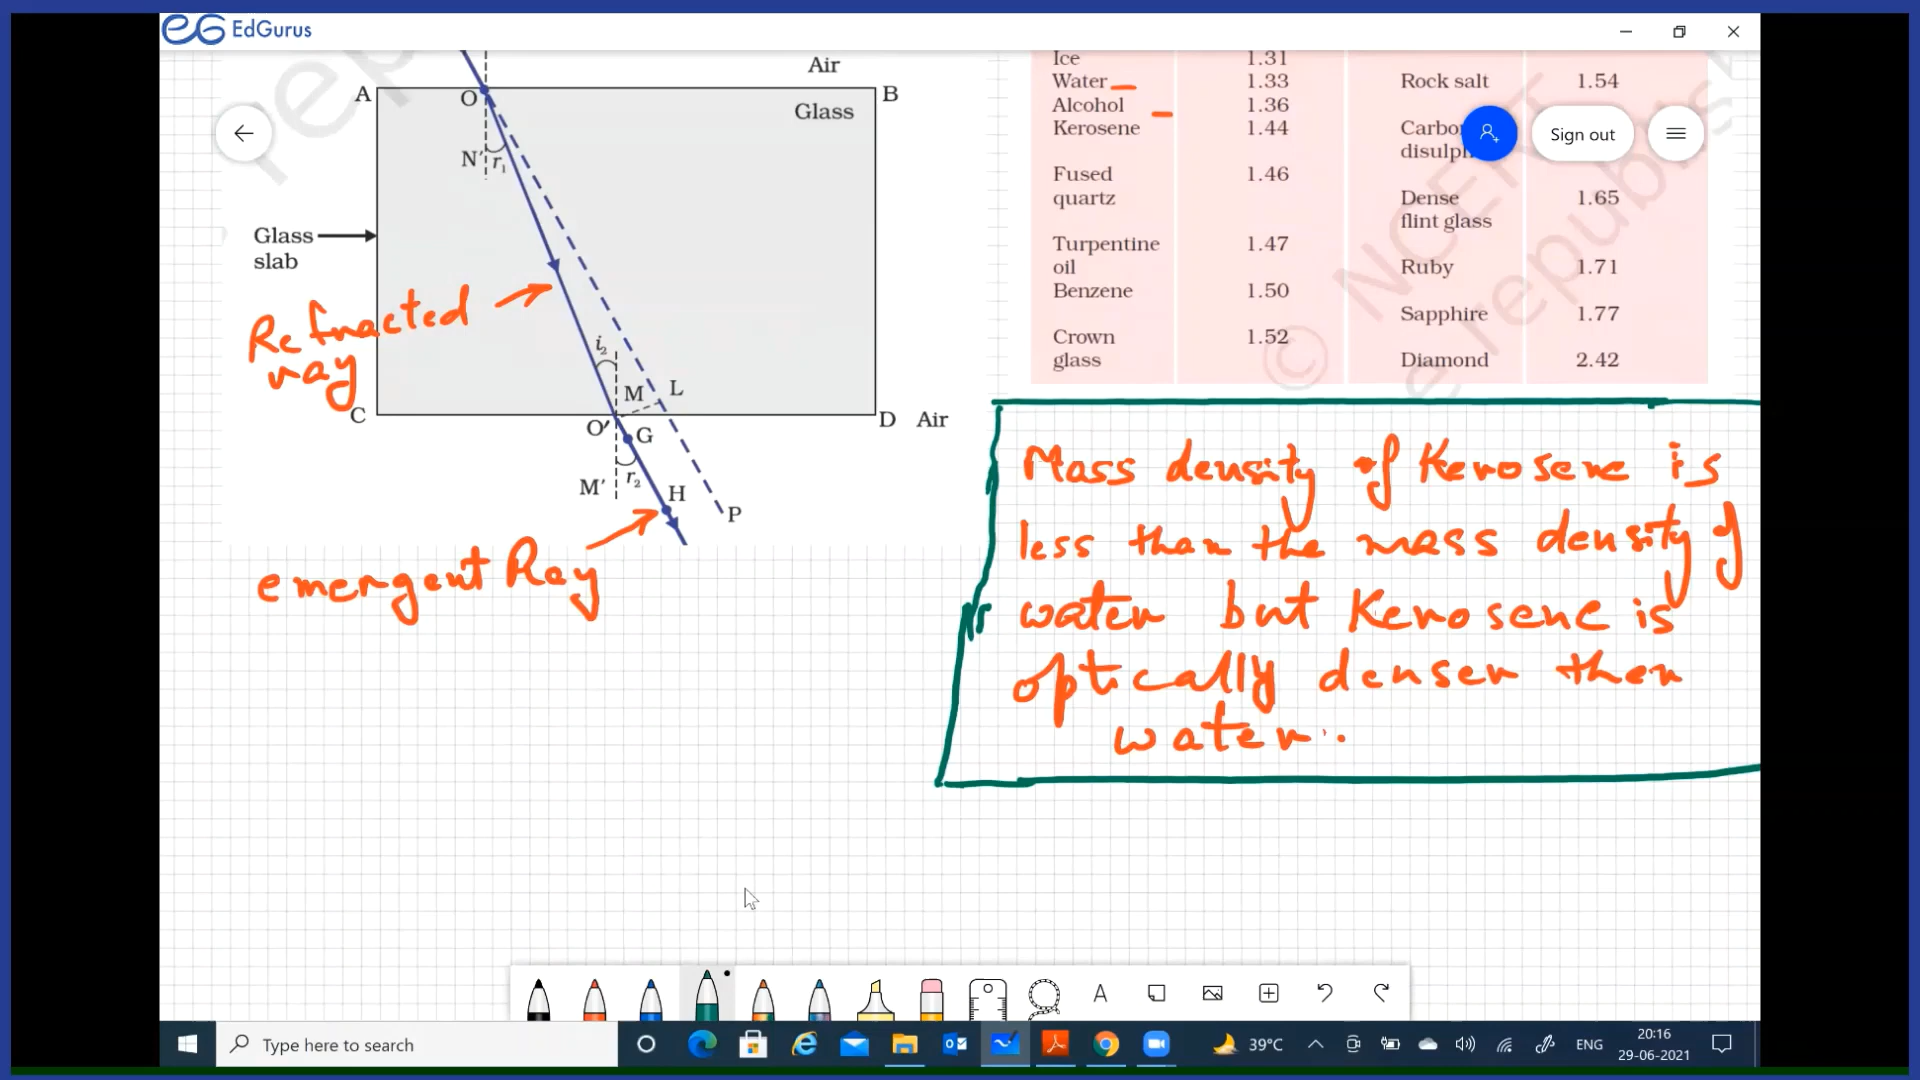 EdGurus
Air
A
O
B
Glass
N′
r₁
Glass
slab
Refracted
ray
i₂
M
L
C
O′
D
Air
G
r₂
M′
H
P
emergent Ray
Ice 1.31
Water 1.33 Rock salt 1.54
Alcohol 1.36
Kerosene 1.44
disulph
Fused 1.46
quartz
Dense 1.65
flint glass
Turpentine 1.47
oil
Ruby 1.71
Benzene 1.50
Sapphire 1.77
Crown 1.52
glass
Diamond 2.42
© NCERT
republis
Sign out
Mass density of Kerosene is
less than the mass density of
water but Kerosene is
optically denser then
water.
A
Type here to search
39°C
ENG
20:16
29-06-2021